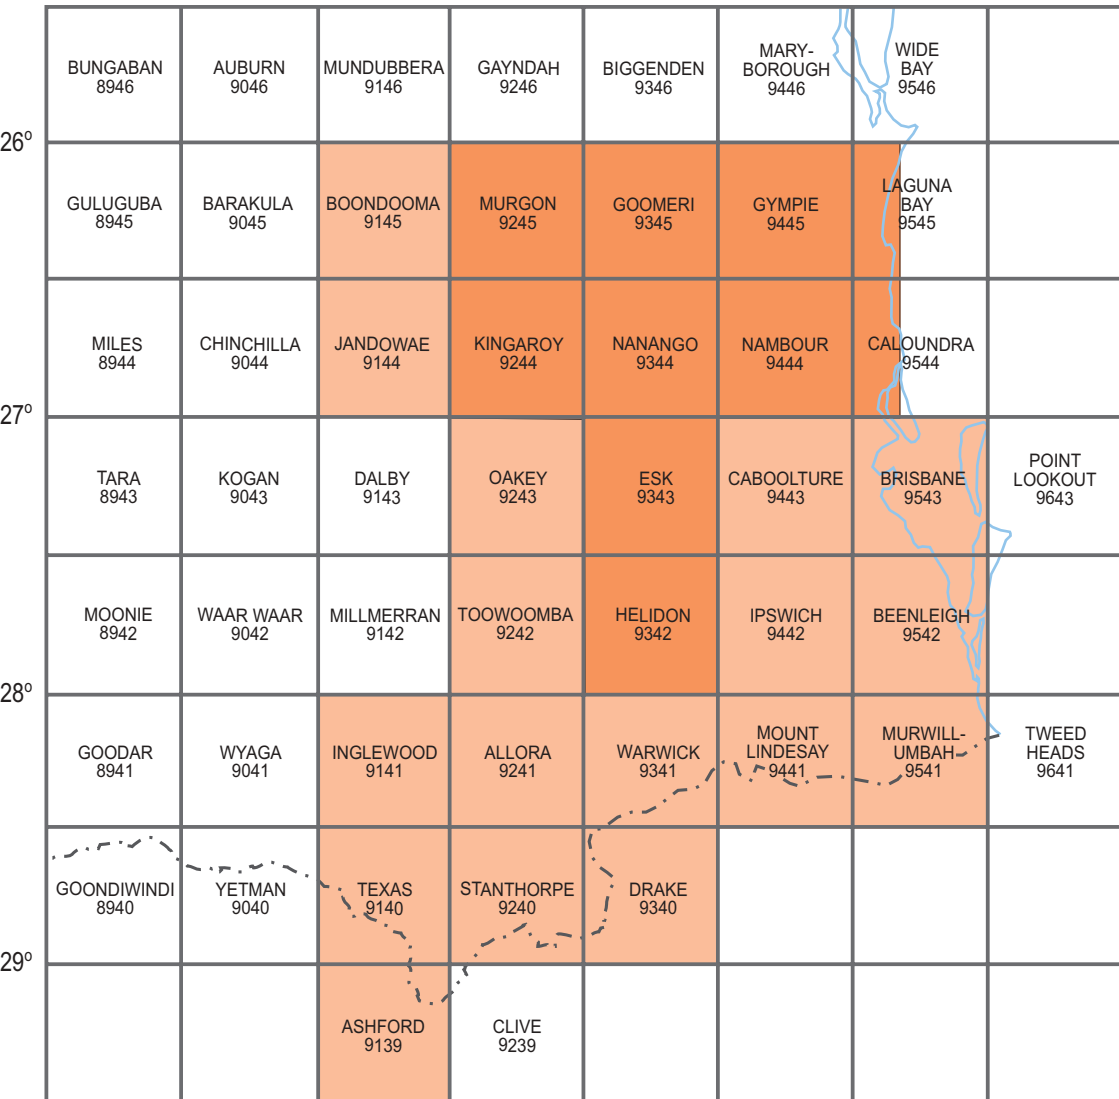 BUNGABAN
8946
AUBURN
9046
MUNDUBBERA
9146
GAYNDAH
9246
BIGGENDEN
9346
MARY-
BOROUGH
9446
WIDE
BAY
9546
26°
GULUGUBA
8945
BARAKULA
9045
BOONDOOMA
9145
MURGON
9245
GOOMERI
9345
GYMPIE
9445
LAGUNA
BAY
9545
MILES
8944
CHINCHILLA
9044
JANDOWAE
9144
KINGAROY
9244
NANANGO
9344
NAMBOUR
9444
CALOUNDRA
9544
27°
TARA
8943
KOGAN
9043
DALBY
9143
OAKEY
9243
ESK
9343
CABOOLTURE
9443
BRISBANE
9543
POINT
LOOKOUT
9643
MOONIE
8942
WAAR WAAR
9042
MILLMERRAN
9142
TOOWOOMBA
9242
HELIDON
9342
IPSWICH
9442
BEENLEIGH
9542
28°
GOODAR
8941
WYAGA
9041
INGLEWOOD
9141
ALLORA
9241
WARWICK
9341
MOUNT
LINDESAY
9441
MURWILL-
UMBAH
9541
TWEED
HEADS
9641
GOONDIWINDI
8940
YETMAN
9040
TEXAS
9140
STANTHORPE
9240
DRAKE
9340
29°
ASHFORD
9139
CLIVE
9239